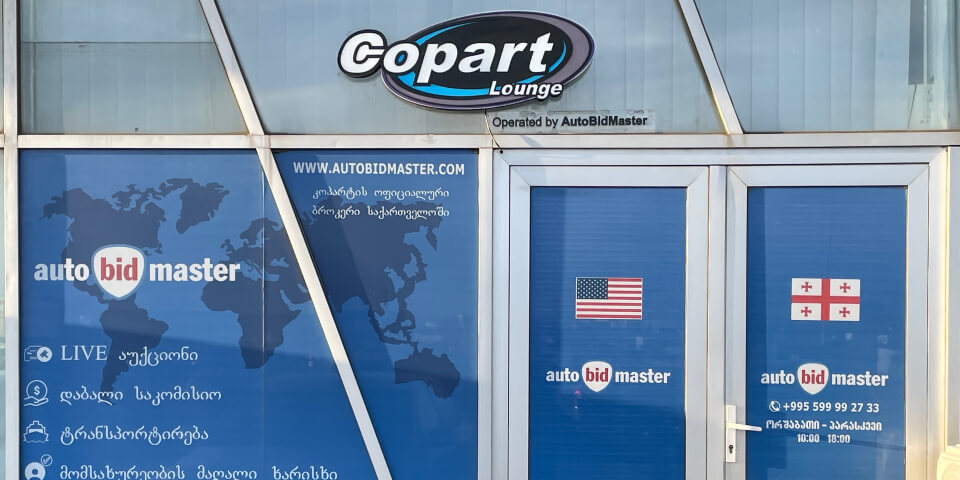 Copart
Lounge
Operated by AutoBidMaster
WWW.AUTOBIDMASTER.COM
კოპარტის ოფიციალური
ბროკერი საქართველოში
auto bid master
LIVE აუქციონი
დაბალი საკომისიო
ტრანსპორტირება
მომსახურეობის მაღალი ხარისხი
auto bid master
auto bid master
+995 599 99 27 33
ორშაბათი - პარასკევი
10:00 18:00